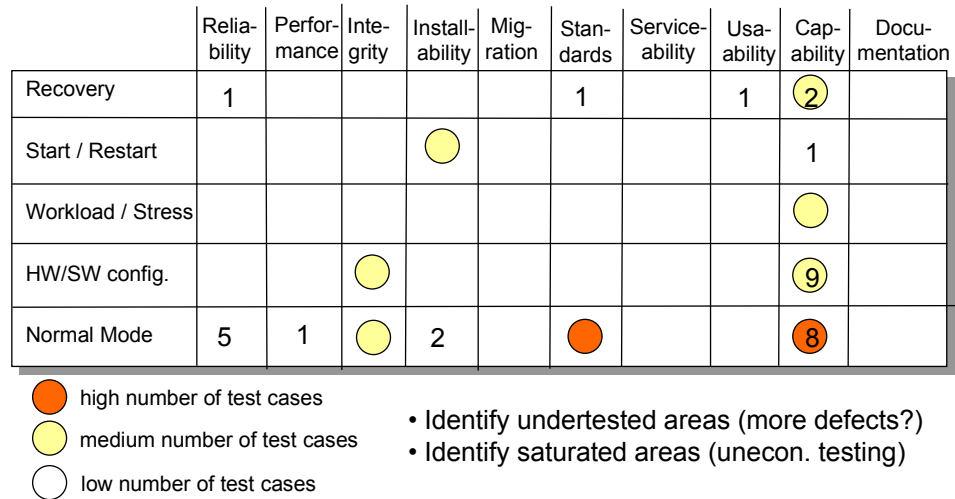 Relia- Perfor- Inte- Install- Mig- Stan- Service- Usa- Cap- Docu-
bility mance grity ability ration dards ability ability ability mentation
Recovery 1 1 1 2
Start / Restart 1
Workload / Stress
HW/SW config. 9
Normal Mode 5 1 2 8
high number of test cases
medium number of test cases
low number of test cases
• Identify undertested areas (more defects?)
• Identify saturated areas (unecon. testing)